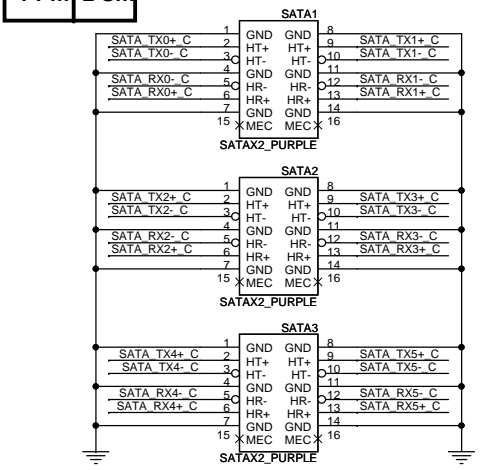 SATA1
1 GND GND 8
SATA_TX0+_C 2 HT+ HT+ 9 SATA_TX1+_C
SATA_TX0-_C 3 HT- HT- 10 SATA_TX1-_C
4 GND GND 11
SATA_RX0-_C 5 HR- HR- 12 SATA_RX1-_C
SATA_RX0+_C 6 HR+ HR+ 13 SATA_RX1+_C
7 GND GND 14
15 MEC MEC 16
SATAX2_PURPLE
SATA2
1 GND GND 8
SATA_TX2+_C 2 HT+ HT+ 9 SATA_TX3+_C
SATA_TX2-_C 3 HT- HT- 10 SATA_TX3-_C
4 GND GND 11
SATA_RX2-_C 5 HR- HR- 12 SATA_RX3-_C
SATA_RX2+_C 6 HR+ HR+ 13 SATA_RX3+_C
7 GND GND 14
15 MEC MEC 16
SATAX2_PURPLE
SATA3
1 GND GND 8
SATA_TX4+_C 2 HT+ HT+ 9 SATA_TX5+_C
SATA_TX4-_C 3 HT- HT- 10 SATA_TX5-_C
4 GND GND 11
SATA_RX4-_C 5 HR- HR- 12 SATA_RX5-_C
SATA_RX4+_C 6 HR+ HR+ 13 SATA_RX5+_C
7 GND GND 14
15 MEC MEC 16
SATAX2_PURPLE